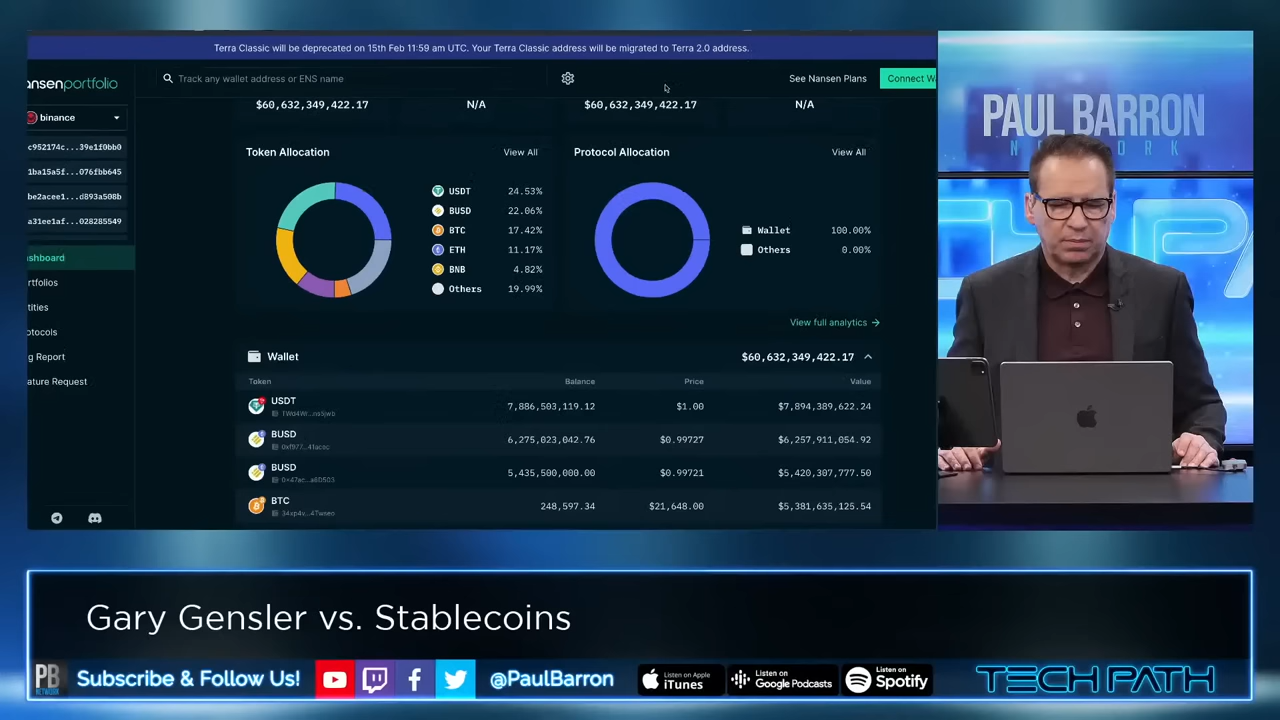 Terra Classic will be deprecated on 15th Feb 11:59 am UTC. Your Terra Classic address will be migrated to Terra 2.0 address.
ansenportfolio
Track any wallet address or ENS name
See Nansen Plans
Connect W
$60,632,349,422.17
N/A
$60,632,349,422.17
N/A
binance
c952174c...39e1f0bb0
1ba15a5f...076fbb645
be2acee1...d893a508b
a31ee1af...028285549
shboard
rtfolios
tities
otocols
g Report
ature Request
Token Allocation
View All
USDT 24.53%
BUSD 22.06%
BTC 17.42%
ETH 11.17%
BNB 4.82%
Others 19.99%
Protocol Allocation
View All
Wallet 100.00%
Others 0.00%
View full analytics
Wallet $60,632,349,422.17
Token Balance Price Value
USDT 7,886,503,119.12 $1.00 $7,894,389,622.24
BUSD 6,275,023,042.76 $0.99727 $6,257,911,054.92
BUSD 5,435,500,000.00 $0.99721 $5,420,307,777.50
BTC 248,597.34 $21,648.00 $5,381,635,125.54
PAUL BARRON
Gary Gensler vs. Stablecoins
PB
NETWORK
Subscribe & Follow Us!
@PaulBarron
Listen on Apple
iTunes
Listen on
Google Podcasts
Listen on
Spotify
TECH PATH